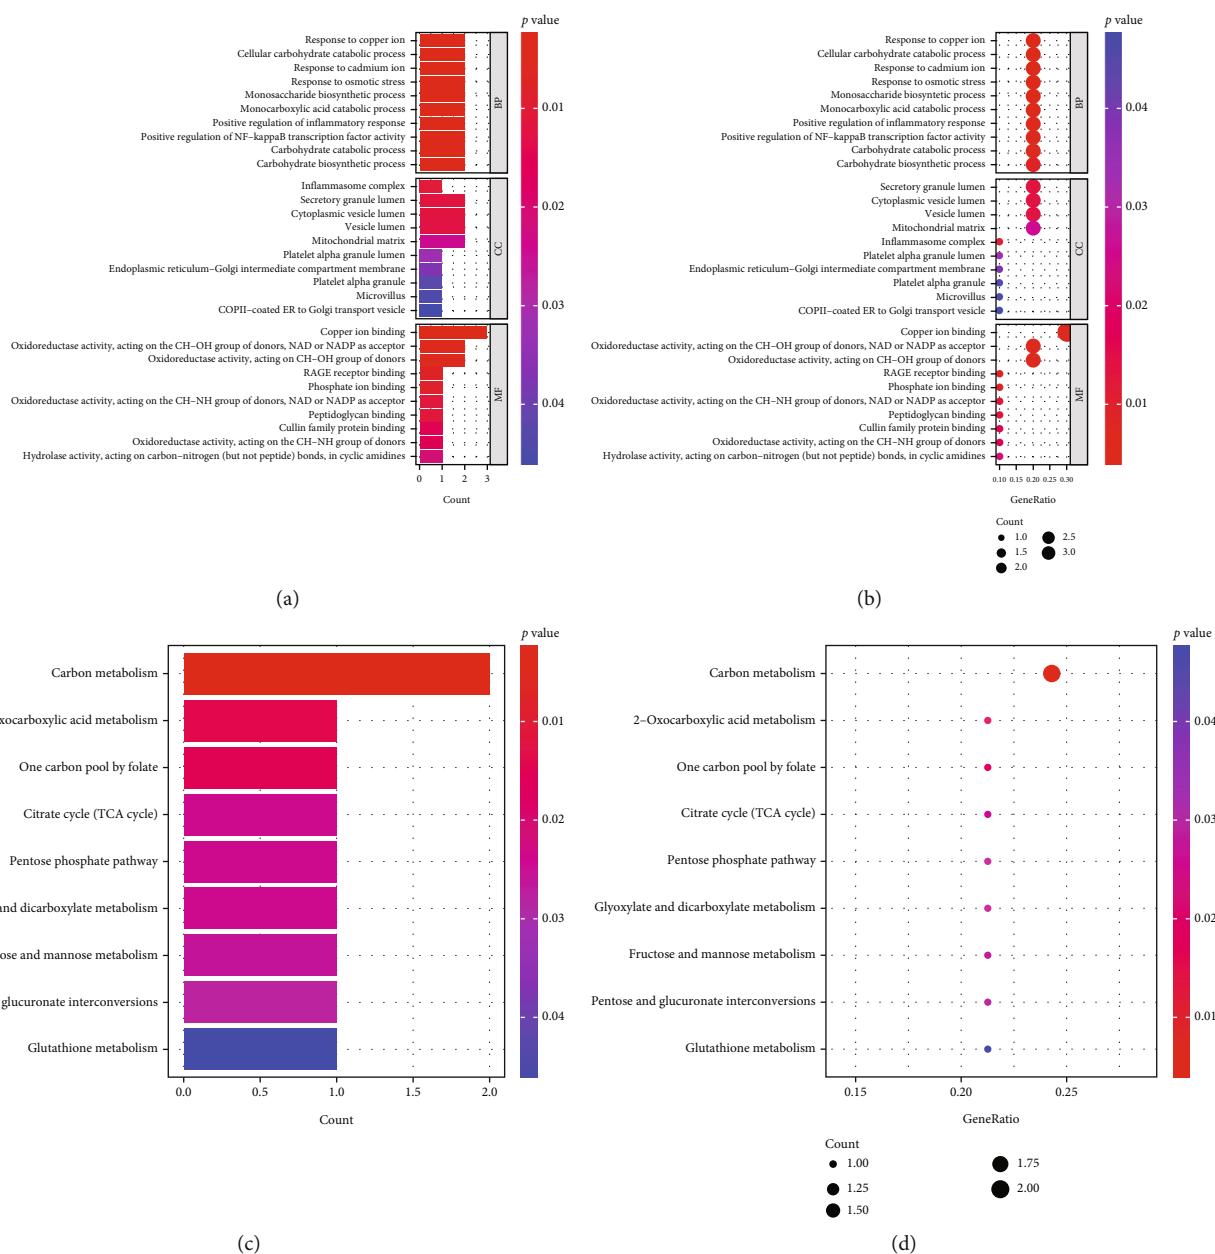 p value
Response to copper ion
Cellular carbohydrate catabolic process
Response to cadmium ion
Response to osmotic stress
Monosaccharide biosyntetic process
Monocarboxylic acid catabolic process
Positive regulation of inflammatory response
Positive regulation of NF−kappaB transcription factor activity
Carbohydrate catabolic process
Carbohydrate biosynthetic process
BP
Inflammasome complex
Secretory granule lumen
Cytoplasmic vesicle lumen
Vesicle lumen
Mitochondrial matrix
Platelet alpha granule lumen
Endoplasmic reticulum−Golgi intermediate compartment membrane
Platelet alpha granule
Microvillus
COPII−coated ER to Golgi transport vesicle
CC
Copper ion binding
Oxidoreductase activity, acting on the CH−OH group of donors, NAD or NADP as acceptor
Oxidoreductase activity, acting on CH−OH group of donors
RAGE receptor binding
Phosphate ion binding
Oxidoreductase activity, acting on the CH−NH group of donors, NAD or NADP as acceptor
Peptidoglycan binding
Cullin family protein binding
Oxidoreductase activity, acting on the CH−NH group of donors
Hydrolase activity, acting on carbon−nitrogen (but not peptide) bonds, in cyclic amidines
MF
0 1 2 3
Count
0.01
0.02
0.03
0.04
(a)
p value
Response to copper ion
Cellular carbohydrate catabolic process
Response to cadmium ion
Response to osmotic stress
Monosaccharide biosyntetic process
Monocarboxylic acid catabolic process
Positive regulation of inflammatory response
Positive regulation of NF−kappaB transcription factor activity
Carbohydrate catabolic process
Carbohydrate biosynthetic process
BP
Secretory granule lumen
Cytoplasmic vesicle lumen
Vesicle lumen
Mitochondrial matrix
Inflammasome complex
Platelet alpha granule lumen
Endoplasmic reticulum−Golgi intermediate compartment membrane
Platelet alpha granule
Microvillus
COPII−coated ER to Golgi transport vesicle
CC
Copper ion binding
Oxidoreductase activity, acting on the CH−OH group of donors, NAD or NADP as acceptor
Oxidoreductase activity, acting on CH−OH group of donors
RAGE receptor binding
Phosphate ion binding
Oxidoreductase activity, acting on the CH−NH group of donors, NAD or NADP as acceptor
Peptidoglycan binding
Cullin family protein binding
Oxidoreductase activity, acting on the CH−NH group of donors
Hydrolase activity, acting on carbon−nitrogen (but not peptide) bonds, in cyclic amidines
MF
0.10 0.15 0.20 0.25 0.30
GeneRatio
0.04
0.03
0.02
0.01
Count
1.0 2.5
1.5 3.0
2.0
(b)
p value
Carbon metabolism
xocarboxylic acid metabolism
One carbon pool by folate
Citrate cycle (TCA cycle)
Pentose phosphate pathway
and dicarboxylate metabolism
ose and mannose metabolism
glucuronate interconversions
Glutathione metabolism
0.0 0.5 1.0 1.5 2.0
Count
0.01
0.02
0.03
0.04
(c)
p value
Carbon metabolism
2−Oxocarboxylic acid metabolism
One carbon pool by folate
Citrate cycle (TCA cycle)
Pentose phosphate pathway
Glyoxylate and dicarboxylate metabolism
Fructose and mannose metabolism
Pentose and glucuronate interconversions
Glutathione metabolism
0.15 0.20 0.25
GeneRatio
0.04
0.03
0.02
0.01
Count
1.00 1.75
1.25 2.00
1.50
(d)